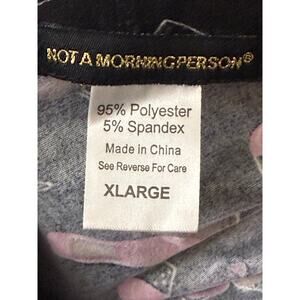 NOT A MORNING PERSON®
95% Polyester
5% Spandex
Made in China
See Reverse For Care
XLARGE